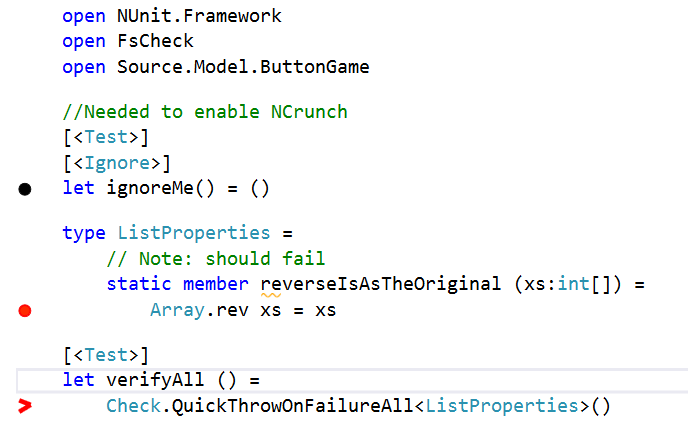 open NUnit.Framework
open FsCheck
open Source.Model.ButtonGame
//Needed to enable NCrunch
[<Test>]
[<Ignore>]
let ignoreMe() = ()
type ListProperties =
// Note: should fail
static member reverseIsAsTheOriginal (xs:int[]) =
Array.rev xs = xs
[<Test>]
let verifyAll () =
Check.QuickThrowOnFailureAll<ListProperties>()